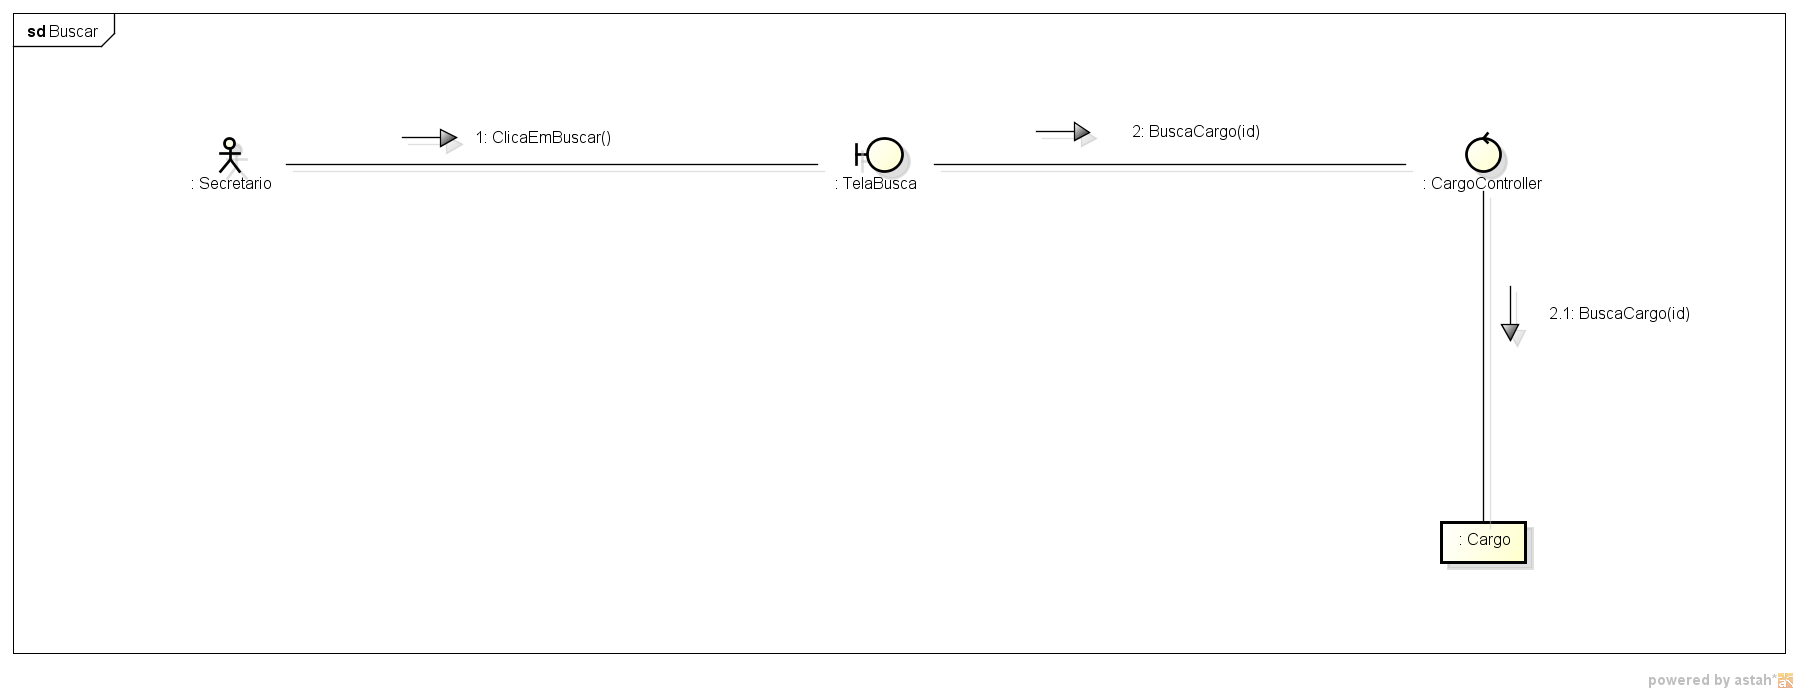 sd Buscar
1: ClicaEmBuscar()
2: BuscaCargo(id)
: Secretario
: TelaBusca
: CargoController
2.1: BuscaCargo(id)
: Cargo
powered by astah*